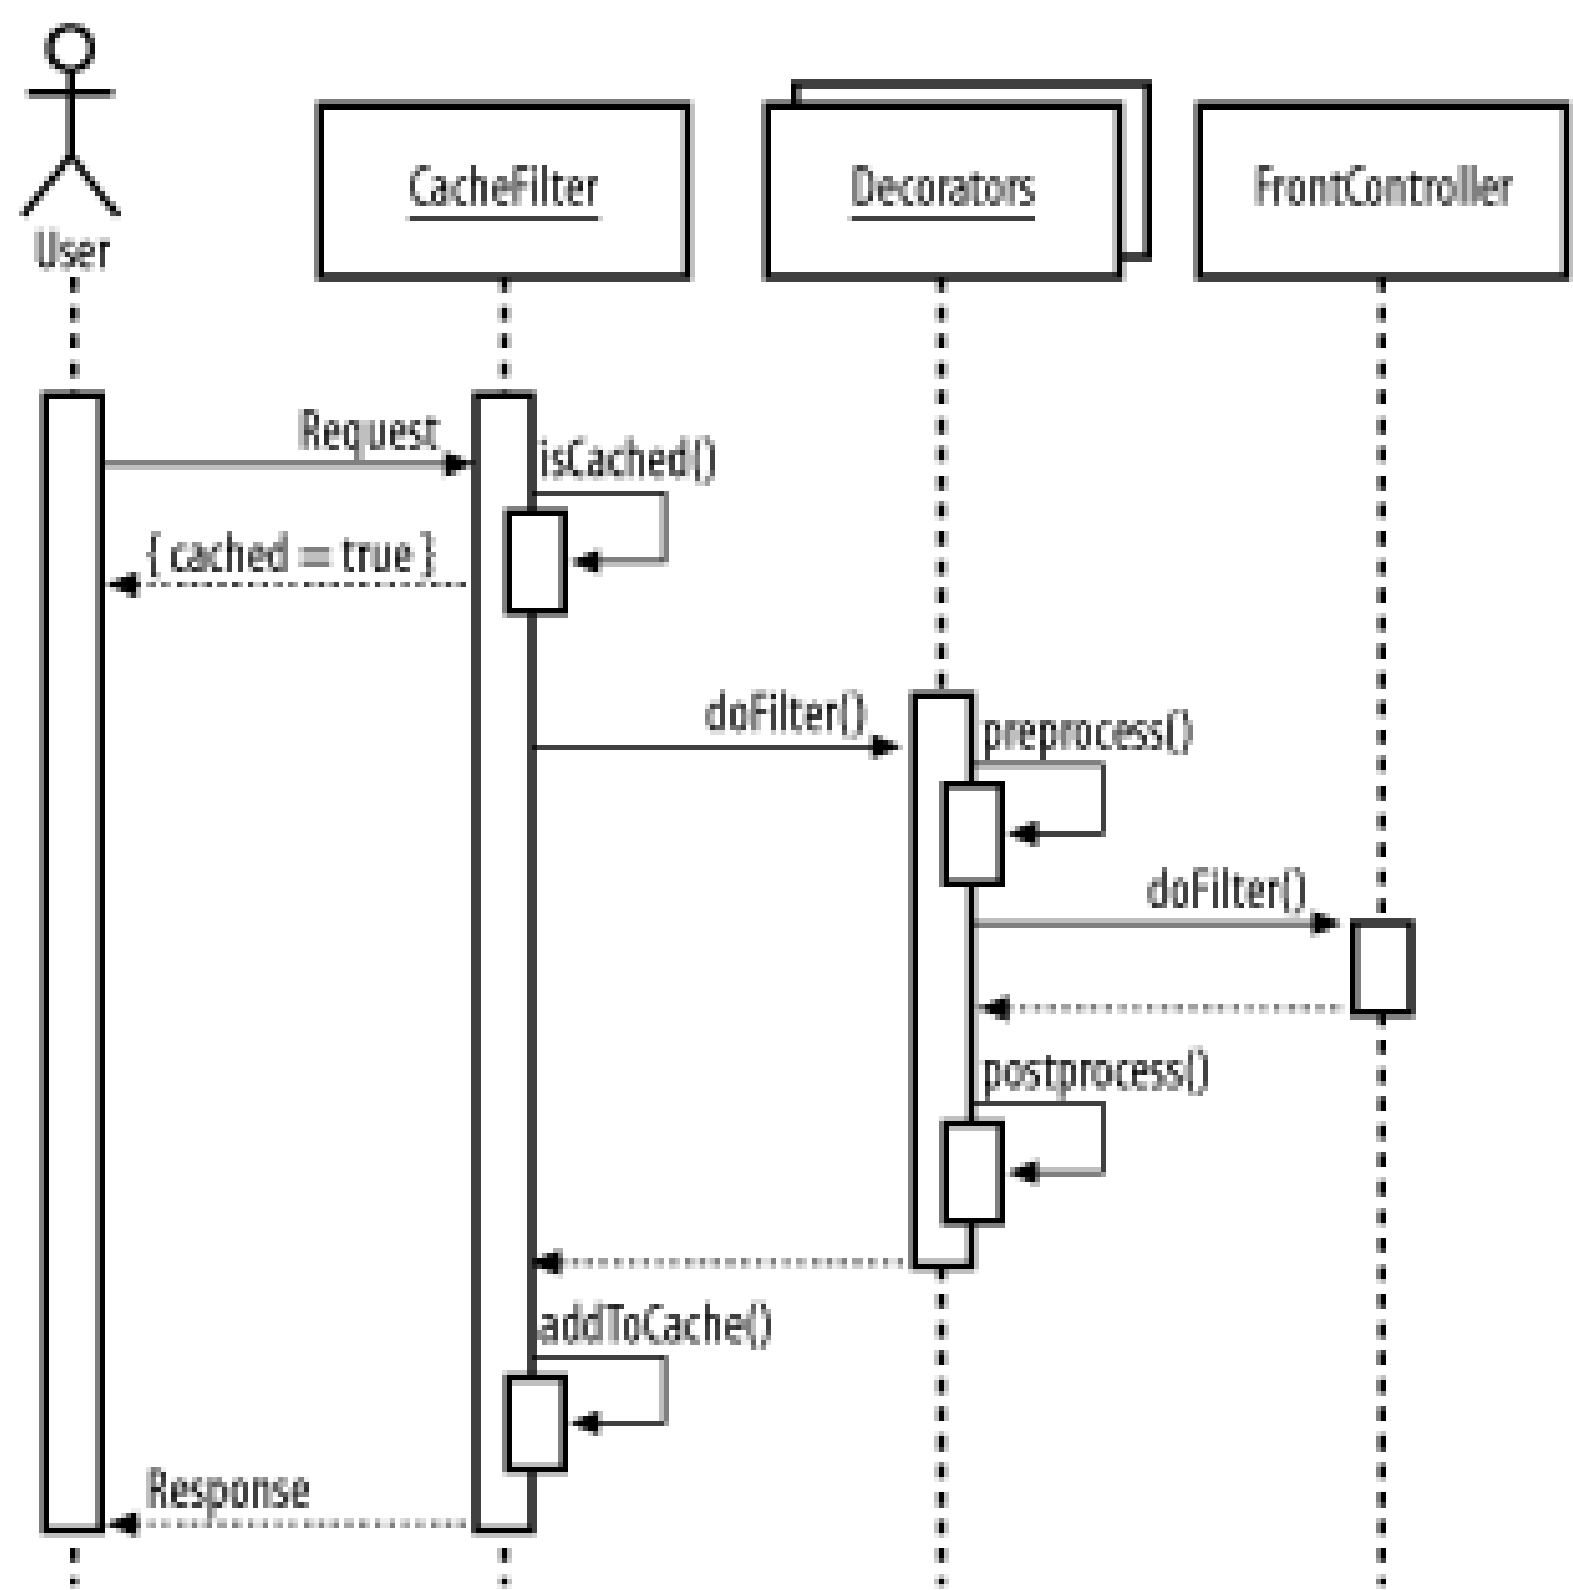 User
CacheFilter
Decorators
FrontController
Request
isCached()
{ cached = true }
doFilter()
preprocess()
doFilter()
postprocess()
addToCache()
Response